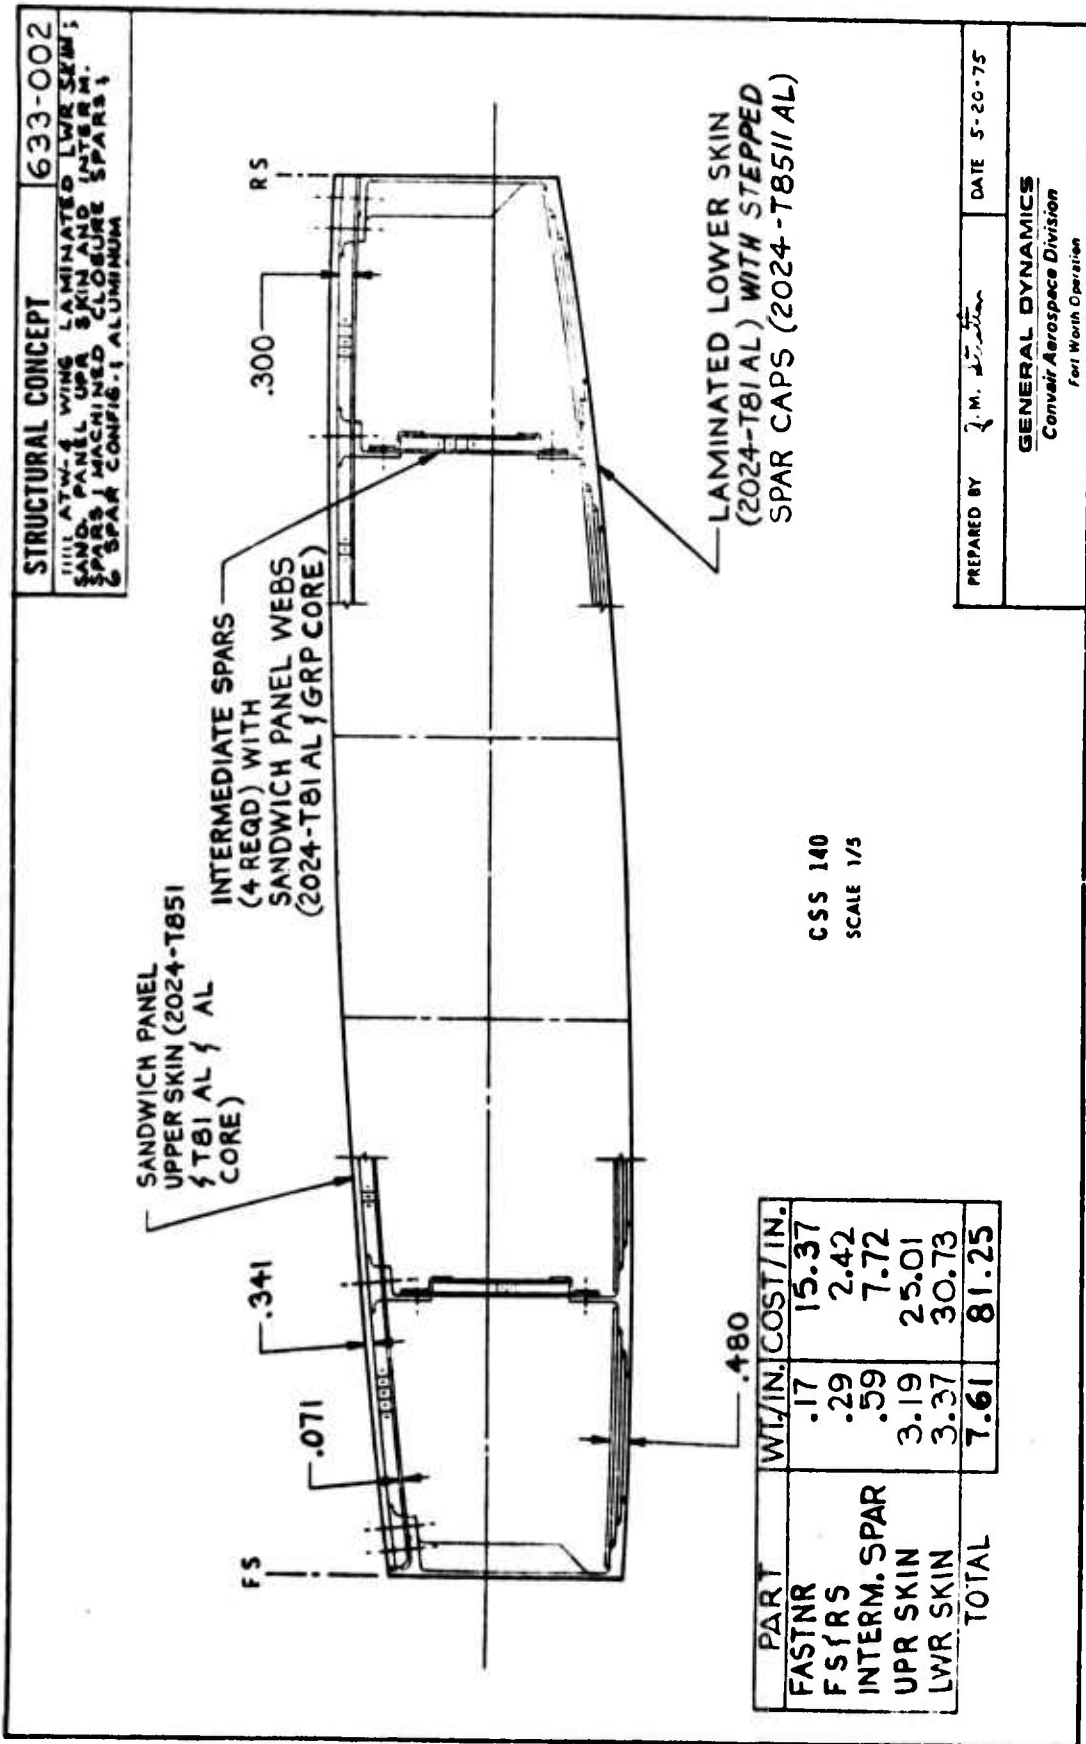 STRUCTURAL CONCEPT 633-002
TITLE ATW-4 WING LAMINATED LWR SKIN;
SAND. PANEL UPR SKIN AND INTERM.
SPARS; MACHINED CLOSURE SPARS;
6 SPAR CONFIG.; ALUMINUM
SANDWICH PANEL
UPPER SKIN (2024-T851
& T81 AL & AL
CORE)
INTERMEDIATE SPARS
(4 REQD) WITH
SANDWICH PANEL WEBS
(2024-T81 AL & GRP CORE)
FS
.071
.341
.300
RS
.480
LAMINATED LOWER SKIN
(2024-T81 AL) WITH STEPPED
SPAR CAPS (2024-T8511 AL)
CSS 140
SCALE 1/5
PART WT./IN. COST/IN.
FASTNR .17 15.37
FS & RS .29 2.42
INTERM. SPAR .59 7.72
UPR SKIN 3.19 25.01
LWR SKIN 3.37 30.73
TOTAL 7.61 81.25
PREPARED BY J. M. DATE 5-20-75
GENERAL DYNAMICS
Convair Aerospace Division
Fort Worth Operation